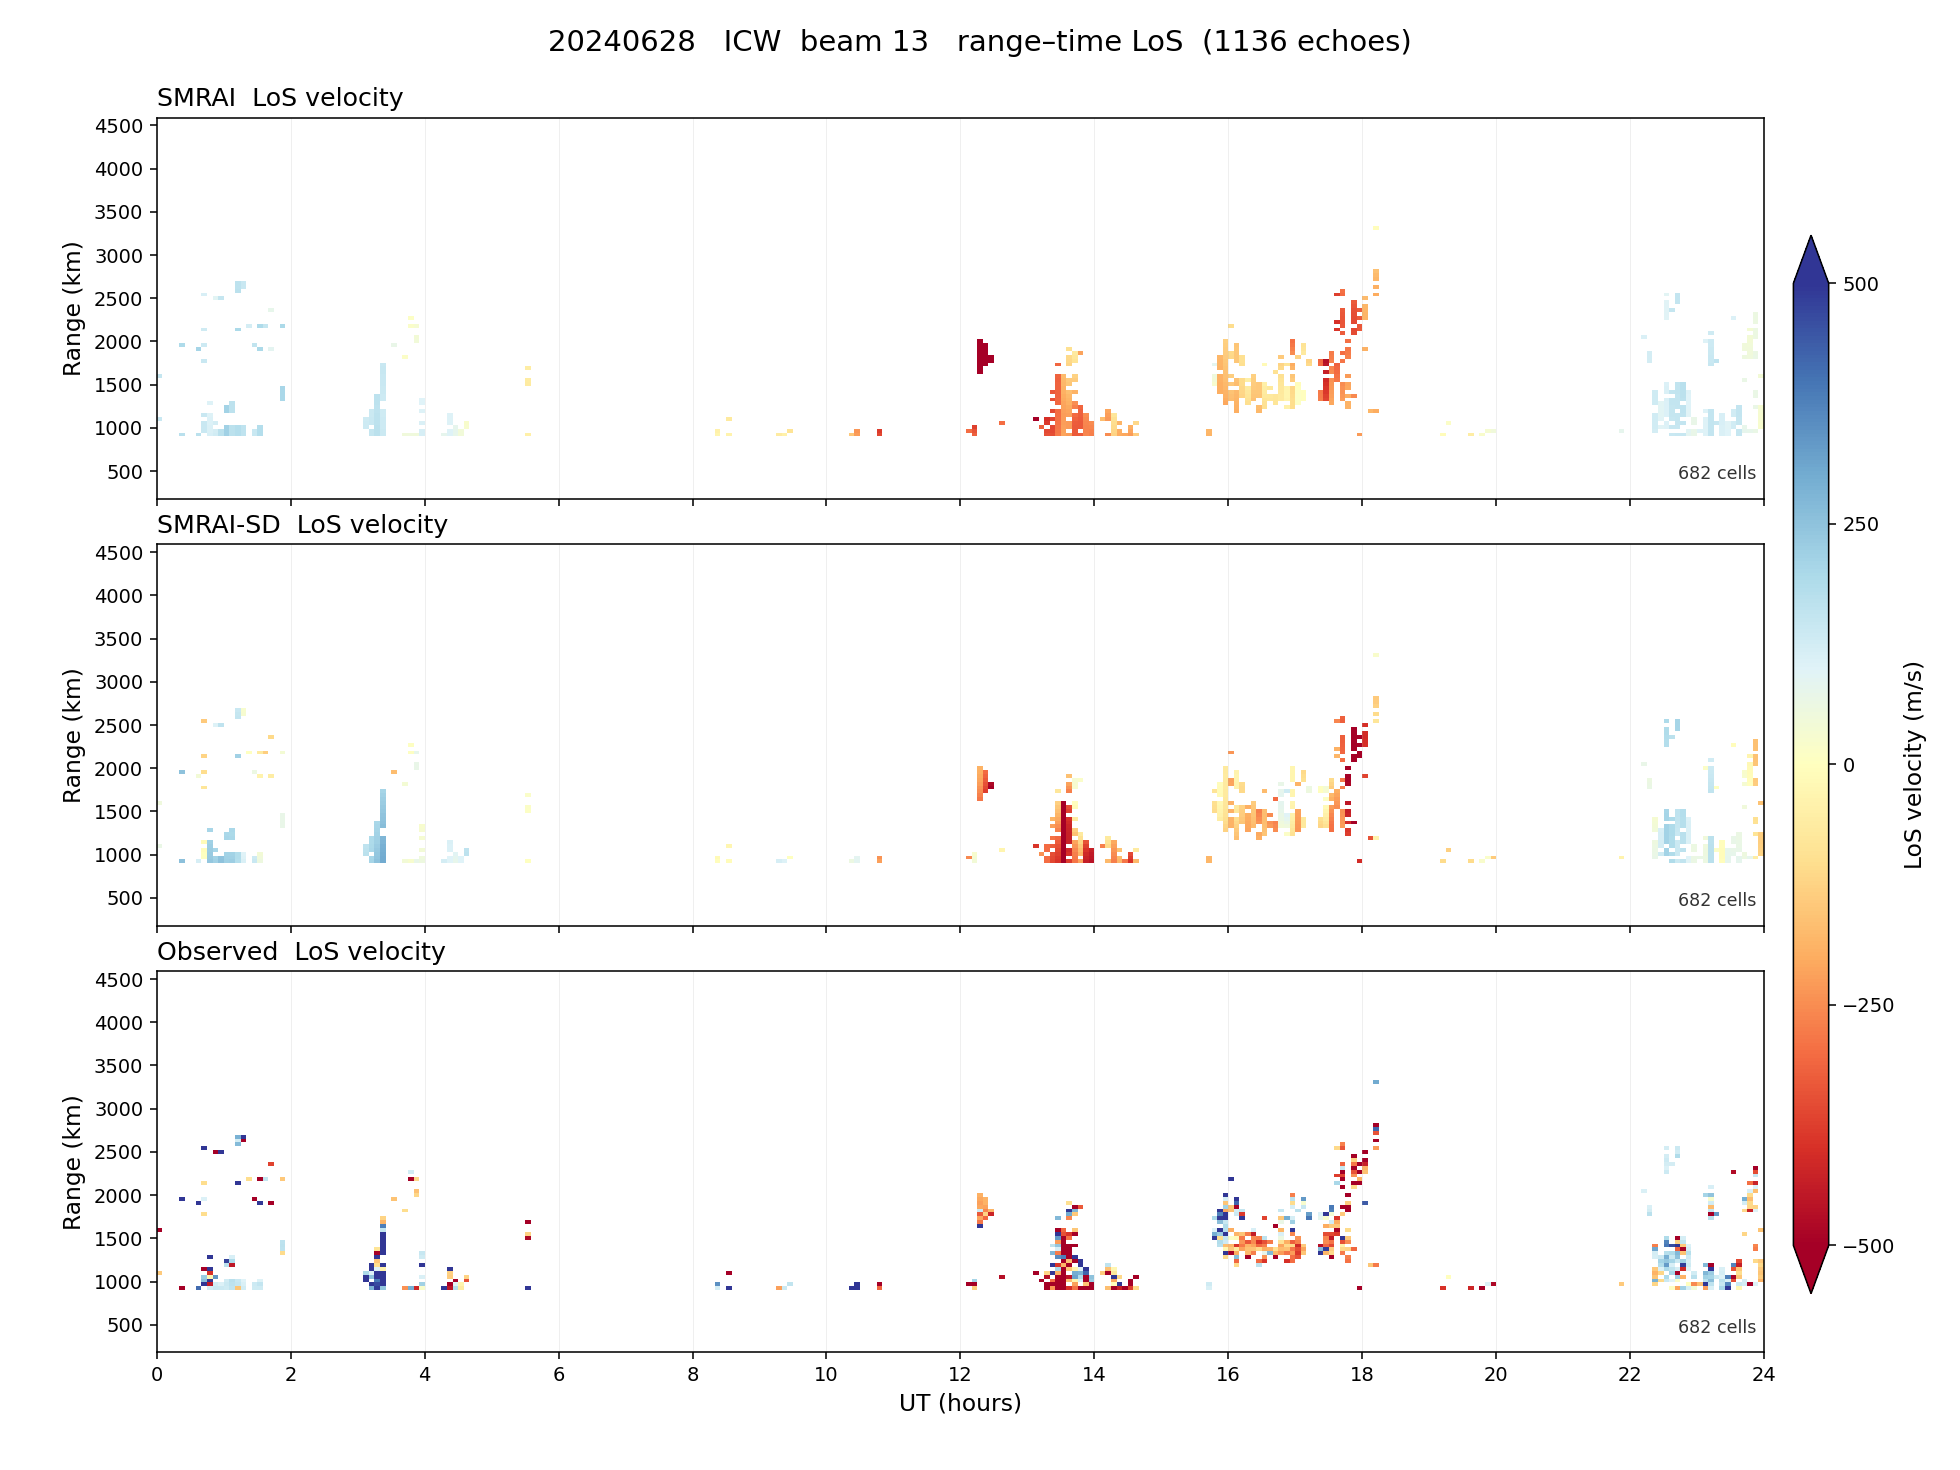 20240628   ICW  beam 13   range–time LoS  (1136 echoes)
SMRAI  LoS velocity
4500
4000
3500
3000
2500
2000
1500
1000
500
Range (km)
682 cells
SMRAI-SD  LoS velocity
4500
4000
3500
3000
2500
2000
1500
1000
500
Range (km)
682 cells
Observed  LoS velocity
4500
4000
3500
3000
2500
2000
1500
1000
500
Range (km)
682 cells
0 2 4 6 8 10 12 14 16 18 20 22 24
UT (hours)
500
250
0
−250
−500
LoS velocity (m/s)